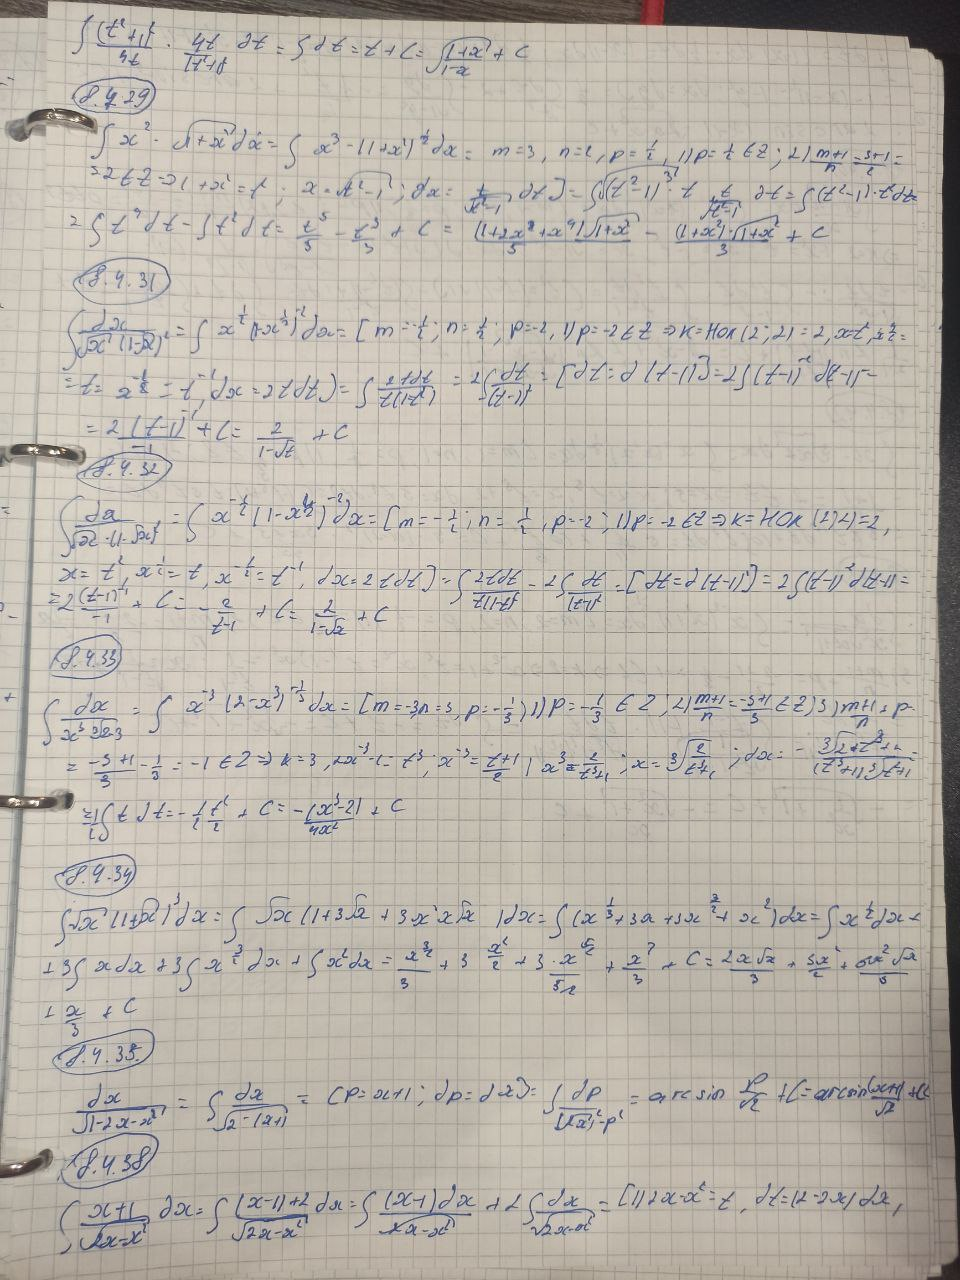 ∫ (t²+1)²/4t · 4t/(t²+1)² dt = ∫ dt = t + C = √(1+x)/(1-x) + C
8.4.29
∫ x² · √1+x² dx = ∫ x³ - (1+x²)^½ dx = m=3, n=2, p=½, 1) p=½ ∉ Z; 2) (m+1)/n = (3+1)/2 =
= 2 ∈ Z ⇒ 1+x² = t²; x = √t²-1; dx = t/√t²-1 dt] = ∫ √(t²-1)³ · t · t/√t²-1 dt = ∫ (t²-1)·t² dt =
= ∫ t⁴ dt - ∫ t² dt = t⁵/5 - t³/3 + C = (1+2x²+x⁴)√1+x²/5 - (1+x²)·√1+x²/3 + C
8.4.31
∫ dx/√x (1-√x)² = ∫ x^½ (1-x^½)^-2 dx = [m=-½; n=½; p=-2, 1) p=-2 ∈ Z ⇒ k=НОК(2;2)=2, x=t², x^½=
= t = x^-½ = t^-1, dx=2tdt] = ∫ 2tdt/t(1-t)² = 2∫ dt/(t-1)² = [dt=d(t-1)] = 2∫ (t-1)^-2 d(t-1) =
= 2 (t-1)^-1/-1 + C = 2/1-√t + C
8.4.32
∫ dx/√x · (1-√x)² = ∫ x^-½ (1-x^½)^-2 dx = [m=-½; n=½, p=-2; 1) p=-2 ∈ Z ⇒ k=НОК(2;2)=2,
x=t², x^½=t, x^-½=t^-1, dx=2tdt] = ∫ 2tdt/t(1-t)² = 2∫ dt/(t-1)² = [dt=d(t-1)] = 2∫ (t-1)^-2 d(t-1) =
= 2 (t-1)^-1/-1 + C = -2/t-1 + C = 2/1-√x + C
8.4.33
∫ dx/x³ ∛2-x³ = ∫ x^-3 (2-x³)^-⅓ dx = [m=-3, n=3, p=-⅓; 1) p=-⅓ ∉ Z; 2) (m+1)/n = (-3+1)/3 ∉ Z; 3) (m+1)/n + p
= (-3+1)/3 - ⅓ = -1 ∈ Z ⇒ k=3, 2x^-3 - 1 = t³; x^-3 = (t³+1)/2; x³ = 2/(t³+1); x = ∛2/(t³+1); dx =
= -½ ∫ t dt = -½ t²/2 + C = -(x³-2)/4x² + C
8.4.34
∫ √x (1+√x)³ dx = ∫ √x (1+3√x+3x+x√x) dx = ∫ (x^½+3x+3x^3/2+x²) dx = ∫ x^½ dx +
+ 3∫ x dx + 3∫ x^3/2 dx + ∫ x² dx = x^3/2/3 + 3 x²/2 + 3 · x^5/2/5/2 + x³/3 + C = 2x√x/3 + 3x²/2 + 6x²√x/5
+ x/3 + C
8.4.35.
dx/√1-2x-x² = ∫ dx/√2-(x+1) = (p=x+1; dp=dx) = ∫ dp/(√2)²-p² = arcsin p/√2 + C = arcsin (x+1)/√2 + C
8.4.38
∫ x+1/√2x-x² dx = ∫ (x-1)+2/√2x-x² dx = ∫ (x-1)dx/2x-x² + 2∫ dx/√2x-x² = [1) 2x-x²=t, dt=(2-2x)dx,